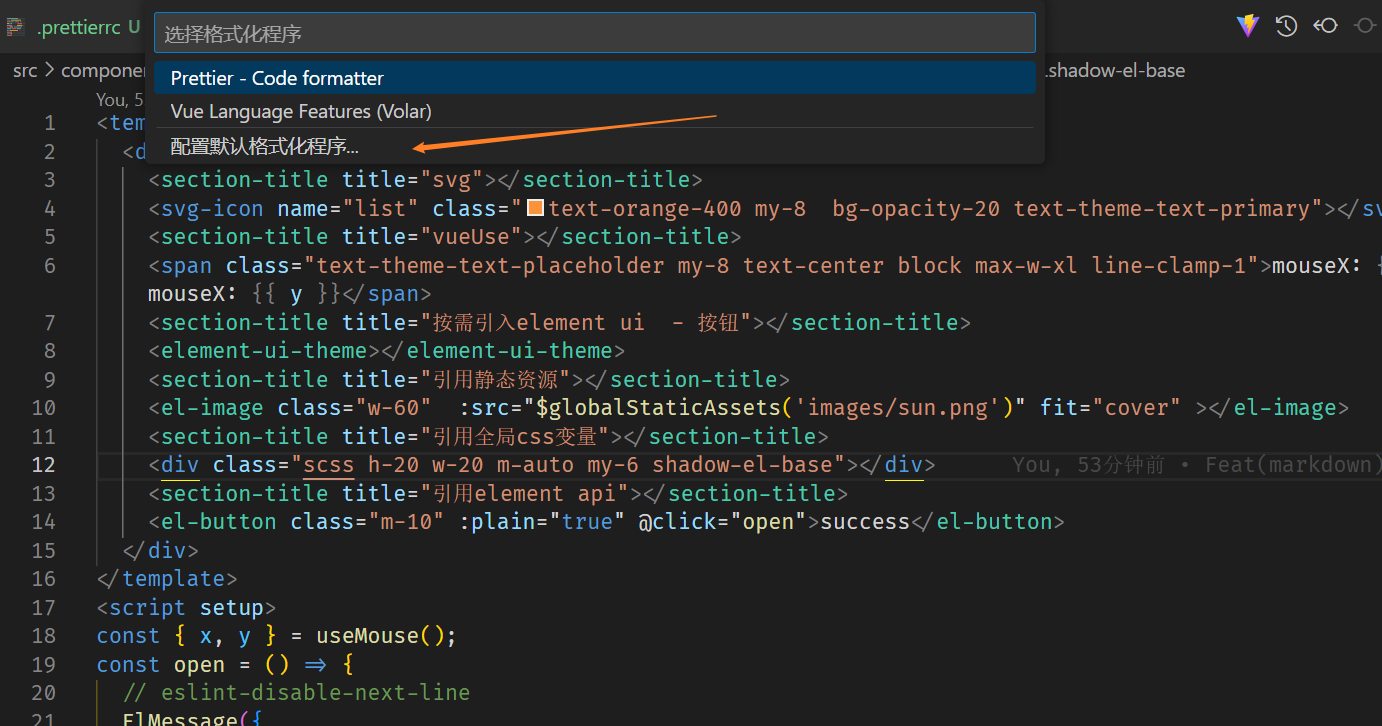 .prettierrc U
选择格式化程序
Prettier - Code formatter
Vue Language Features (Volar)
配置默认格式化程序...
src > componen
.shadow-el-base
You, 5
1 <tem
2 <d
3 <section-title title="svg"></section-title>
4 <svg-icon name="list" class="text-orange-400 my-8  bg-opacity-20 text-theme-text-primary"></sv
5 <section-title title="vueUse"></section-title>
6 <span class="text-theme-text-placeholder my-8 text-center block max-w-xl line-clamp-1">mouseX: {
mouseX: {{ y }}</span>
7 <section-title title="按需引入element ui  - 按钮"></section-title>
8 <element-ui-theme></element-ui-theme>
9 <section-title title="引用静态资源"></section-title>
10 <el-image class="w-60"  :src="$globalStaticAssets('images/sun.png')" fit="cover" ></el-image>
11 <section-title title="引用全局css变量"></section-title>
12 <div class="scss h-20 w-20 m-auto my-6 shadow-el-base"></div> You, 53分钟前 • Feat(markdown)
13 <section-title title="引用element api"></section-title>
14 <el-button class="m-10" :plain="true" @click="open">success</el-button>
15 </div>
16 </template>
17 <script setup>
18 const { x, y } = useMouse();
19 const open = () => {
20 // eslint-disable-next-line
21 ElMessage({